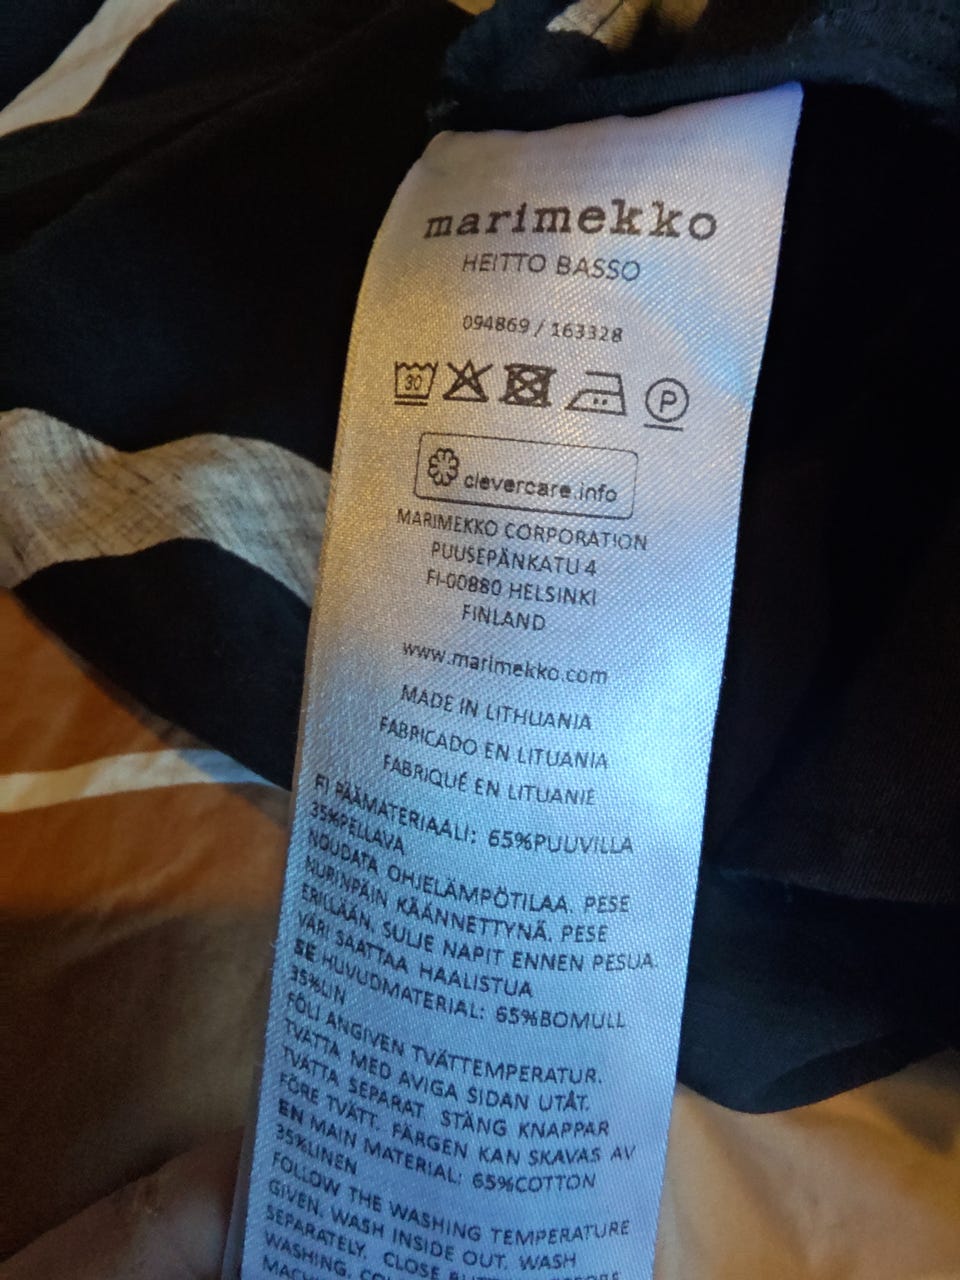 marimekko
HEITTO BASSO
094869 / 163328
30
P
clevercare.info
MARIMEKKO CORPORATION
PUUSEPÄNKATU 4
FI-00880 HELSINKI
FINLAND
www.marimekko.com
MADE IN LITHUANIA
FABRICADO EN LITUANIA
FABRIQUÉ EN LITUANIE
FI PÄÄMATERIAALI: 65%PUUVILLA
35%PELLAVA
NOUDATA OHJELÄMPÖTILAA. PESE
NURINPÄIN KÄÄNNETTYNÄ. PESE
ERILLÄÄN. SULJE NAPIT ENNEN PESUA.
VÄRI SAATTAA HAALISTUA
SE HUVUDMATERIAL: 65%BOMULL
35%LIN
FÖLJ ANGIVEN TVÄTTEMPERATUR.
TVÄTTA MED AVIGA SIDAN UTÅT.
TVÄTTA SEPARAT. STÄNG KNAPPAR
FÖRE TVÄTT. FÄRGEN KAN SKAVAS AV
EN MAIN MATERIAL: 65%COTTON
35%LINEN
FOLLOW THE WASHING TEMPERATURE
GIVEN. WASH INSIDE OUT. WASH
SEPARATELY. CLOSE
WASHING.